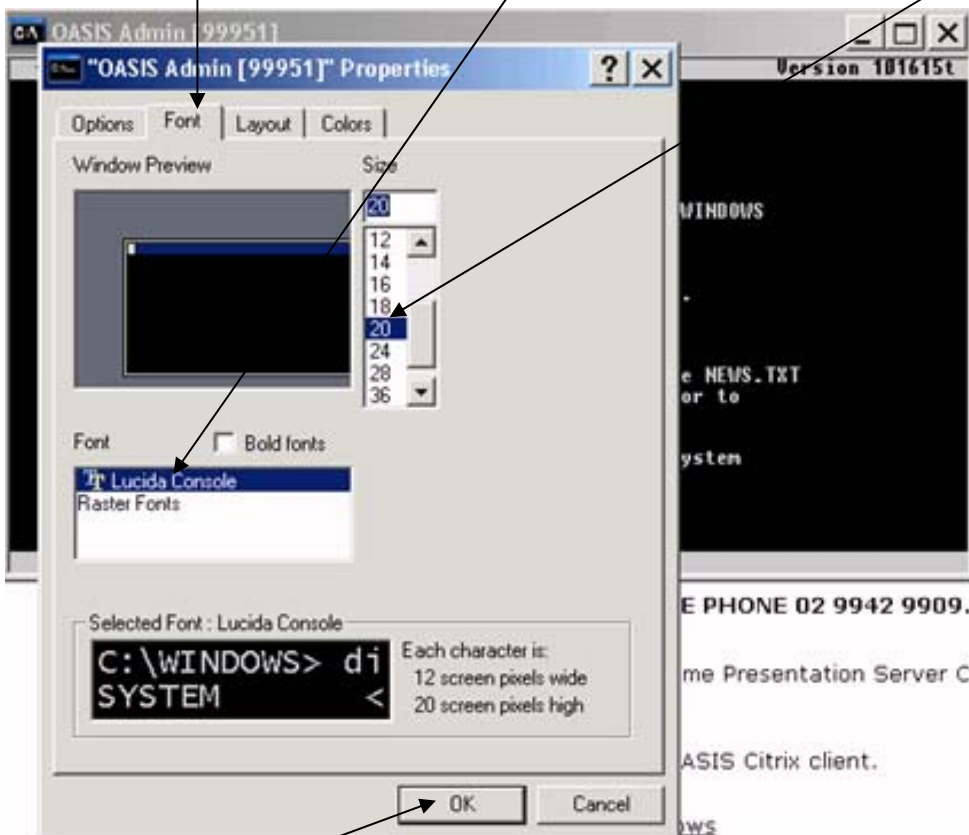 OASIS Admin [99951]
"OASIS Admin [99951]" Properties
Version 101615t
Options Font Layout Colors
Window Preview
Size
20
12
14
16
18
20
24
28
36
WINDOWS
e NEWS.TXT
or to
ystem
Font
Bold fonts
Lucida Console
Raster Fonts
Selected Font : Lucida Console
C:\WINDOWS> di
SYSTEM <
Each character is:
12 screen pixels wide
20 screen pixels high
OK Cancel
E PHONE 02 9942 9909.
me Presentation Server C
ASIS Citrix client.
ows